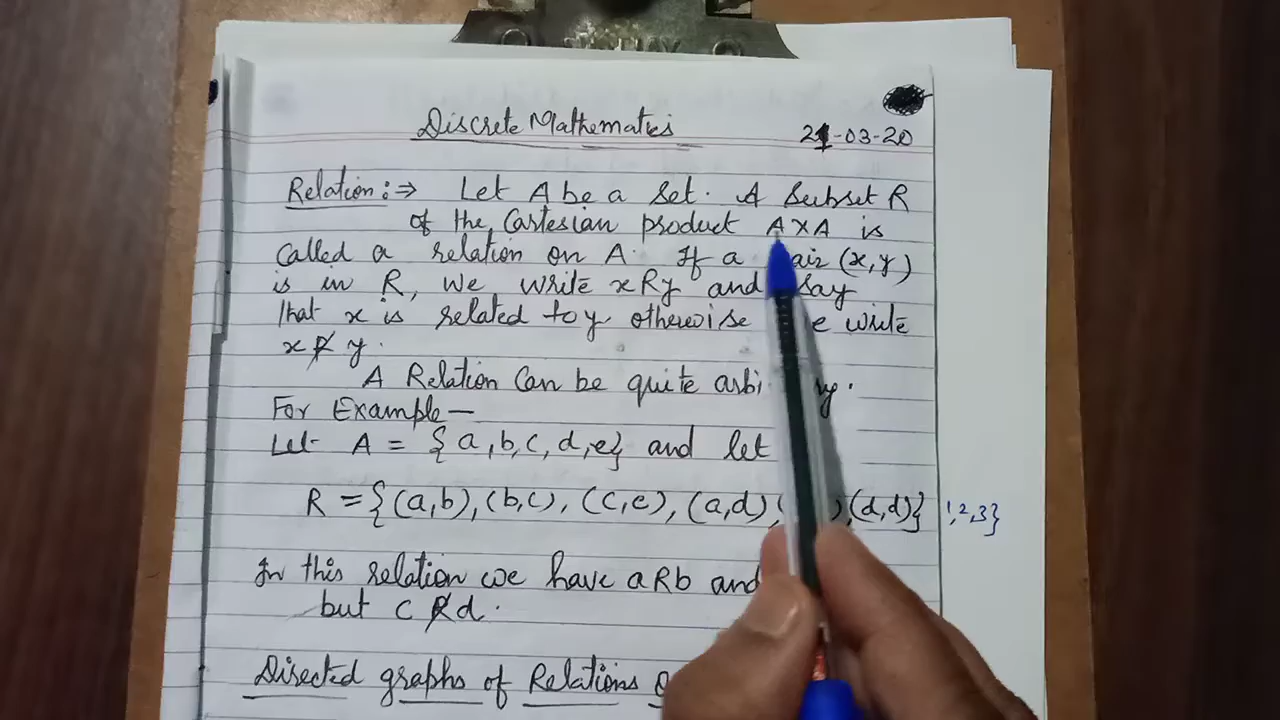 Discrete Mathematics
21-03-20
Relation :⇒ Let A be a set. A Subset R
of the Cartesian product A×A is
called a relation on A. If a (x,y)
is in R, we write xRy and say
that x is related to y otherwise write
x R̸ y.
A Relation Can be quite
For Example —
Let A = {a,b,c,d,e} and let
R = {(a,b),(b,c),(c,e),(a,d), ,(d,d)} 1,2,3}
In this relation we have aRb and
but c R̸ d.
Directed graphs of Relations